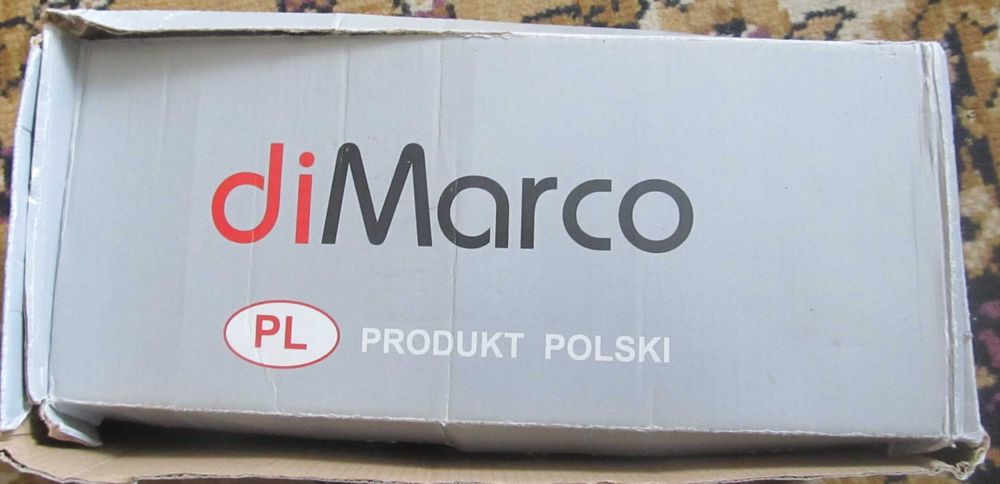 diMarco
PL PRODUKT POLSKI